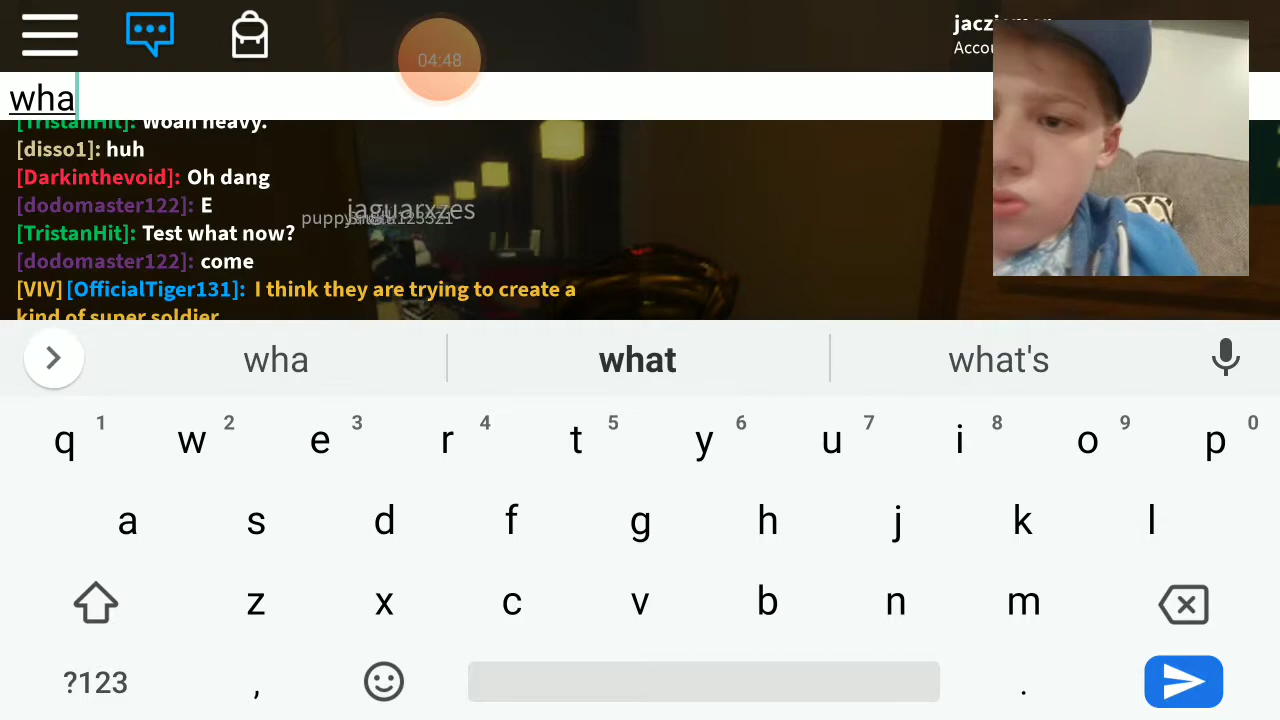 04:48
wha
[TristanHit]: Woah heavy.
[disso1]: huh
[Darkinthevoid]: Oh dang
[dodomaster122]: E
jaguarxzes
[TristanHit]: Test what now?
[dodomaster122]: come
[VIV] [OfficialTiger131]: I think they are trying to create a
kind of super soldier
wha what what's
q 1 w 2 e 3 r 4 t 5 y 6 u 7 i 8 o 9 p 0
a s d f g h j k l
z x c v b n m
?123 , .